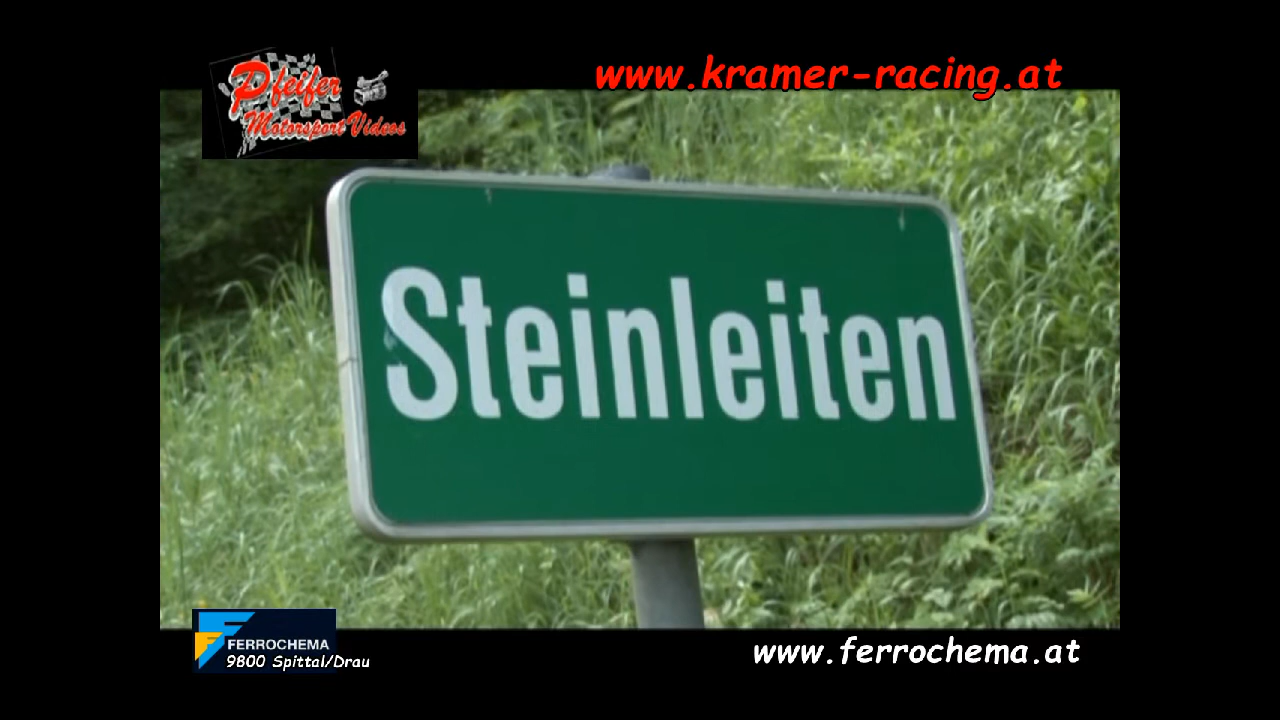 Pfeifer
Motorsport Videos
www.kramer-racing.at
Steinleiten
FERROCHEMA
9800 Spittal/Drau
www.ferrochema.at